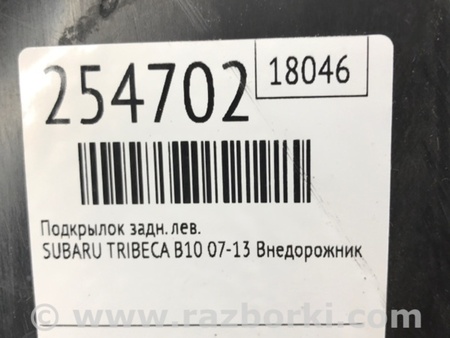 254702
18046
Подкрылок задн. лев.
SUBARU TRIBECA B10 07-13 Внедорожник
© www.razborki.com